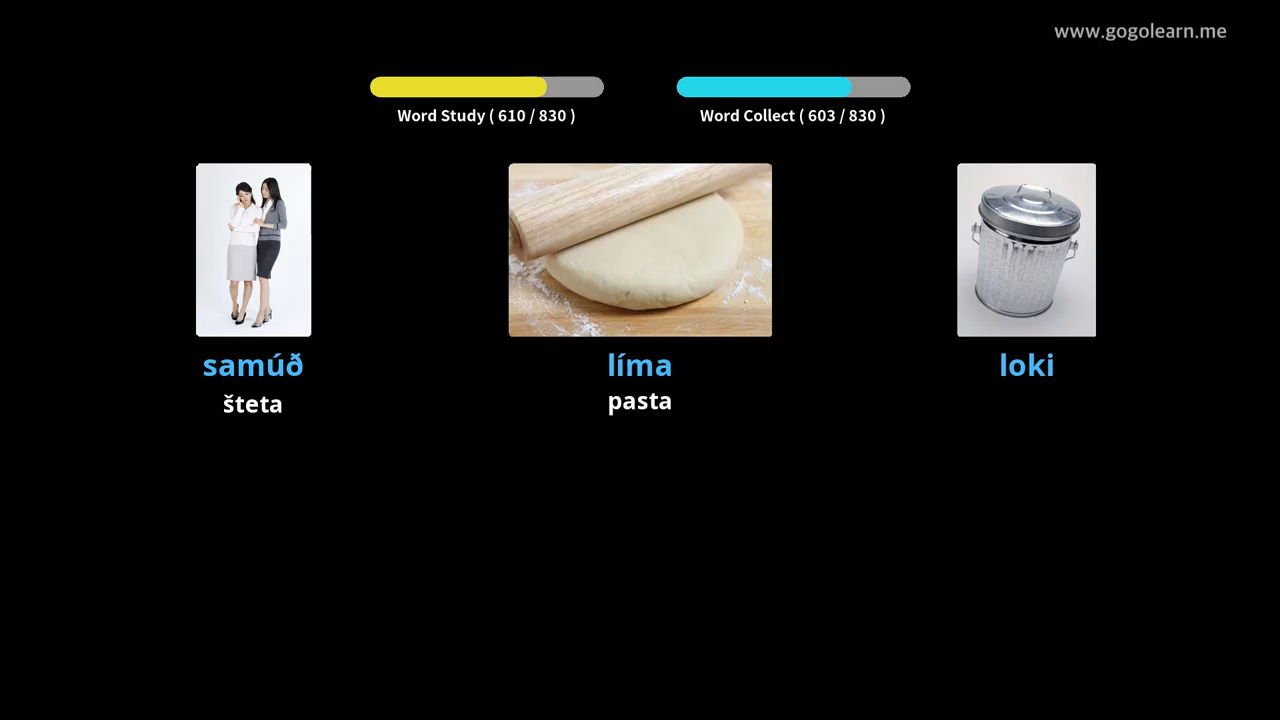 www.gogolearn.me
Word Study ( 610 / 830 )
Word Collect ( 603 / 830 )
samúð
líma
loki
šteta
pasta